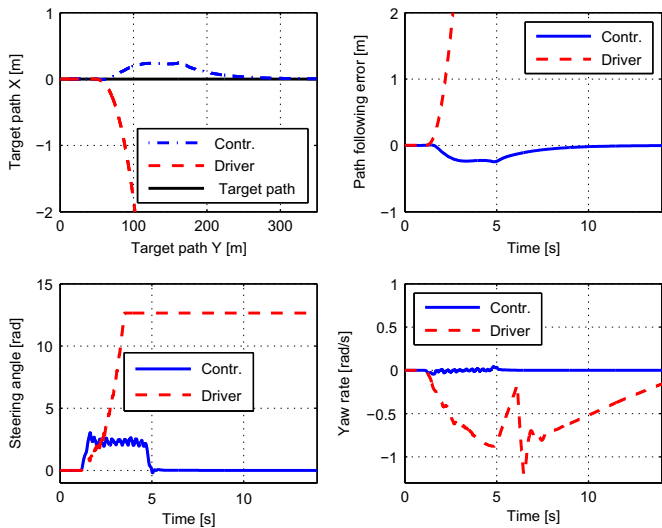 Target path X [m]
1
0
−1
−2
0
100
200
300
Target path Y [m]
Contr.
Driver
Target path
Path following error [m]
2
1
0
−1
0
5
10
Time [s]
Contr.
Driver
Steering angle [rad]
15
10
5
0
0
5
10
Time [s]
Contr.
Driver
Yaw rate [rad/s]
1
0.5
0
−0.5
−1
0
5
10
Time [s]
Contr.
Driver